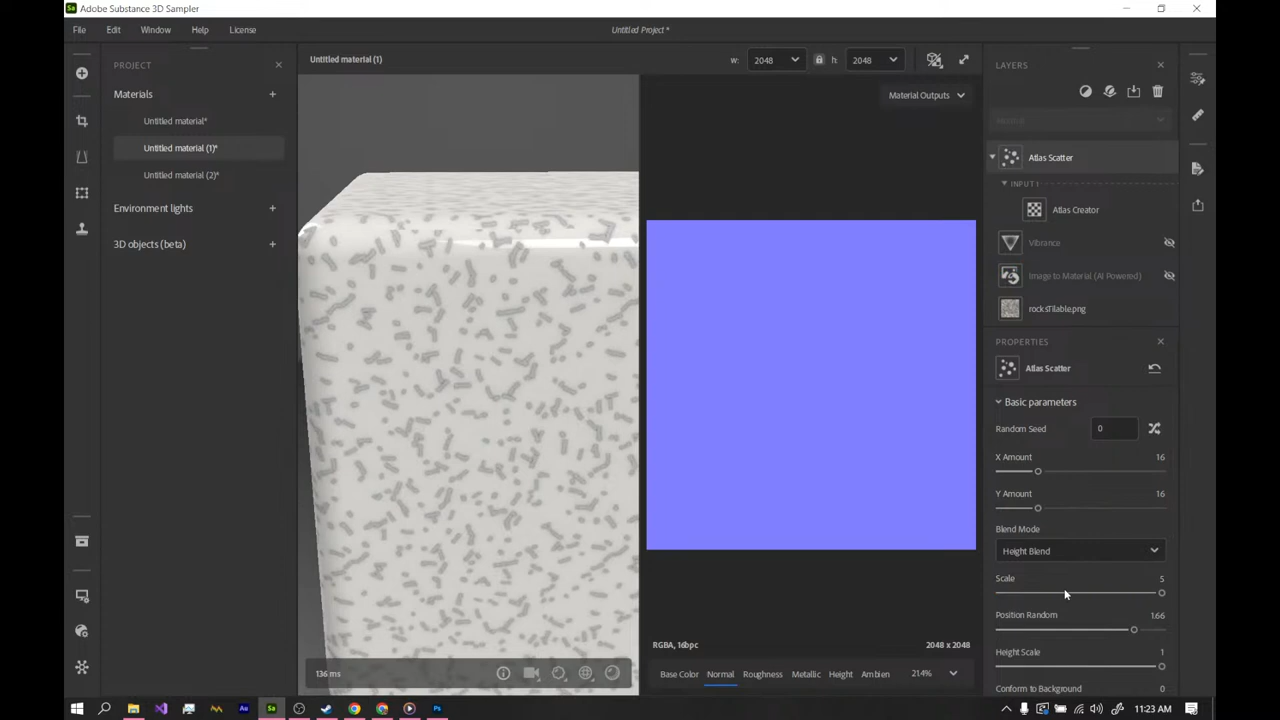 Adobe Substance 3D Sampler
File Edit Window Help License
Untitled Project *
PROJECT
Materials
Untitled material*
Untitled material (1)*
Untitled material (2)*
Environment lights
3D objects (beta)
Untitled material (1)
w: 2048 h: 2048
Material Outputs
RGBA, 16bpc 2048 x 2048
136 ms
Base Color Normal Roughness Metallic Height Ambien 21.4%
LAYERS
Normal
Atlas Scatter
INPUT 1
Atlas Creator
Vibrance
Image to Material (AI Powered)
rocksTilable.png
PROPERTIES
Atlas Scatter
Basic parameters
Random Seed 0
X Amount 16
Y Amount 16
Blend Mode
Height Blend
Scale 5
Position Random 1.66
Height Scale 1
Conform to Background 0
11:23 AM